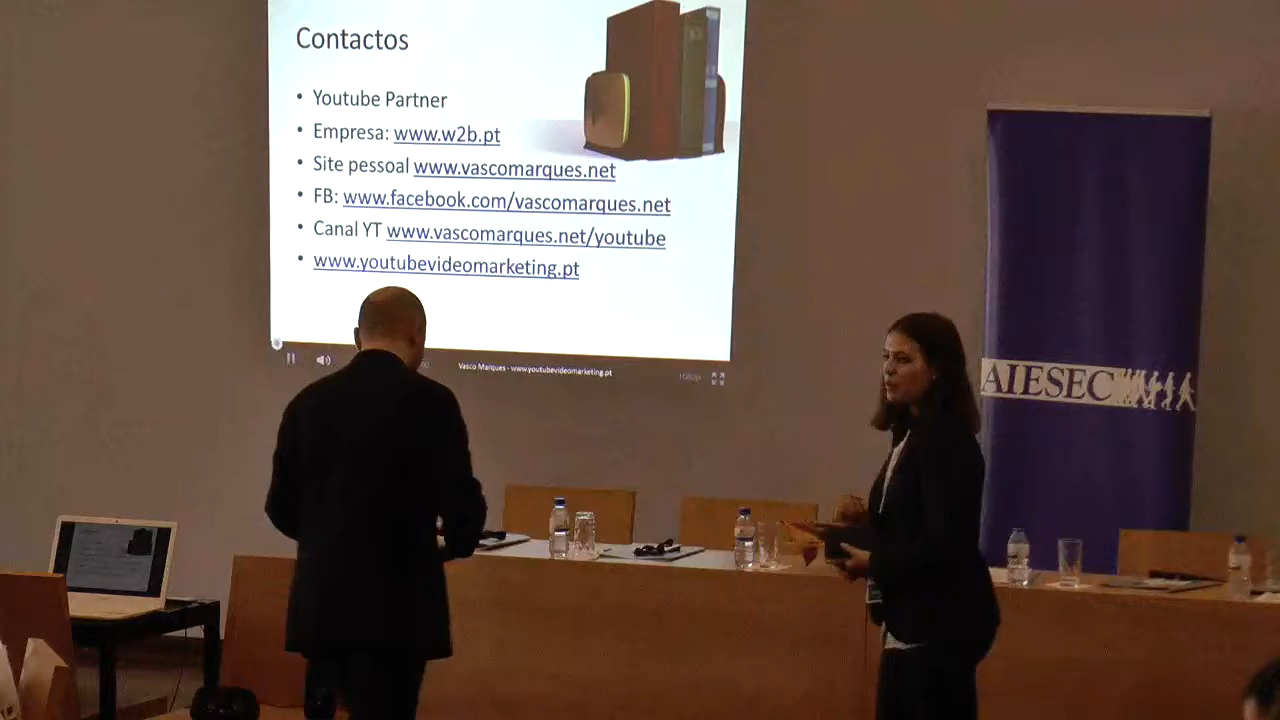 Contactos
• Youtube Partner
• Empresa: www.w2b.pt
• Site pessoal www.vascomarques.net
• FB: www.facebook.com/vascomarques.net
• Canal YT www.vascomarques.net/youtube
• www.youtubevideomarketing.pt
Vasco Marques - www.youtubevideomarketing.pt
1080p
AIESEC